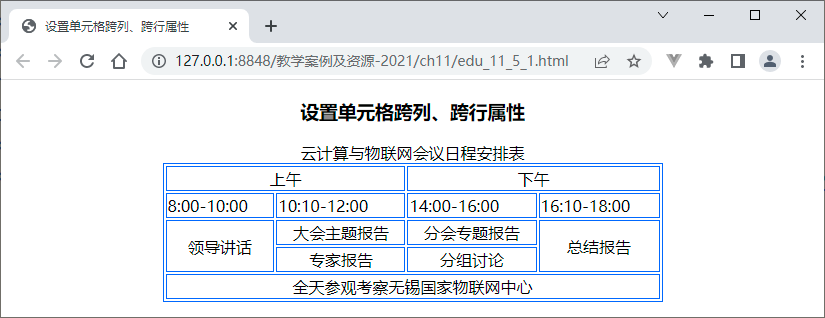 设置单元格跨列、跨行属性
127.0.0.1:8848/教学案例及资源-2021/ch11/edu_11_5_1.html
设置单元格跨列、跨行属性
云计算与物联网会议日程安排表
上午 下午
8:00-10:00 10:10-12:00 14:00-16:00 16:10-18:00
领导讲话 大会主题报告 分会专题报告 总结报告
专家报告 分组讨论
全天参观考察无锡国家物联网中心